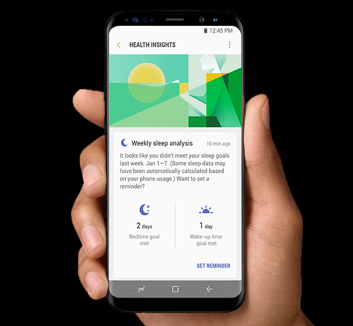 12:45 PM
HEALTH INSIGHTS
Weekly sleep analysis 10 min ago
It looks like you didn't meet your sleep goals
last week: Jan 1–7. (Some sleep data may
have been automatically calculated based
on your phone usage.) Want to set a
reminder?
2 days
Bedtime goal
met
1 day
Wake-up time
goal met
SET REMINDER